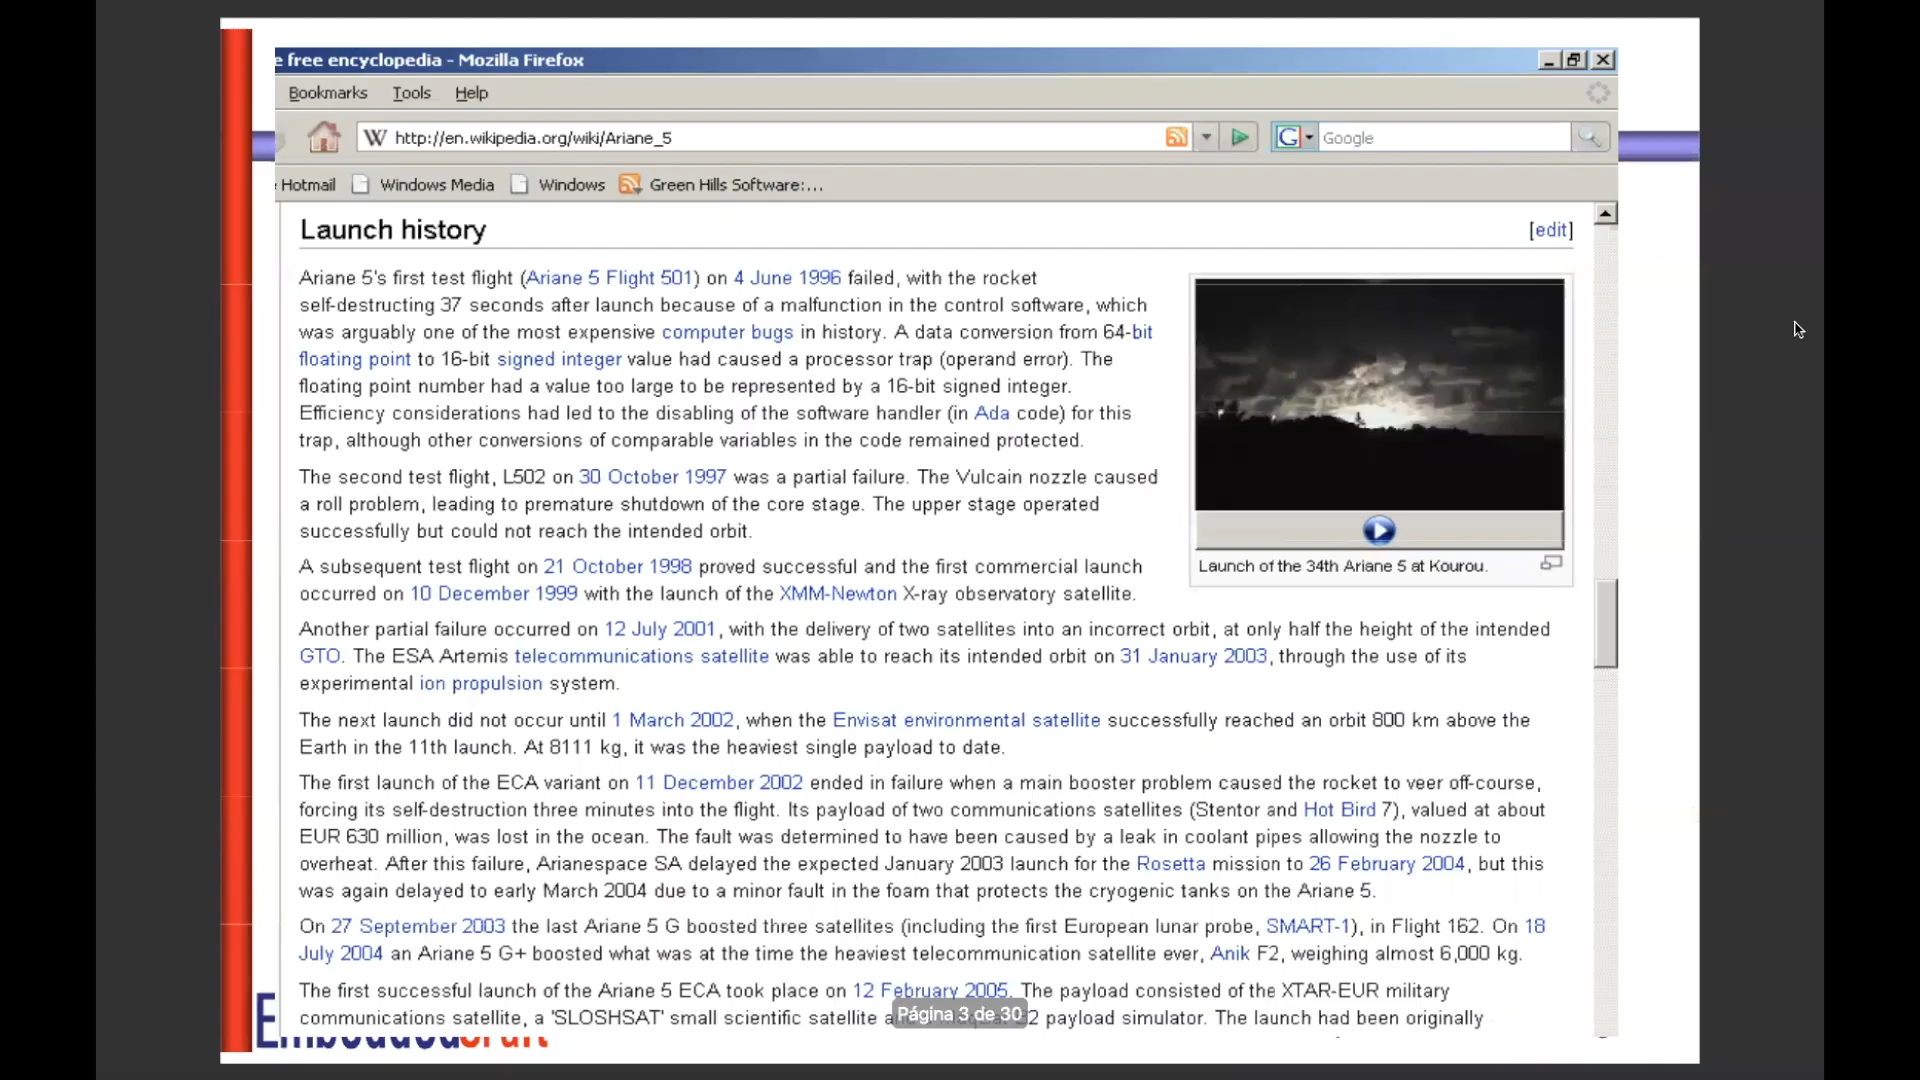 e free encyclopedia - Mozilla Firefox
Bookmarks Tools Help
http://en.wikipedia.org/wiki/Ariane_5
Google
Hotmail Windows Media Windows Green Hills Software:...
Launch history
[edit]
Ariane 5's first test flight (Ariane 5 Flight 501) on 4 June 1996 failed, with the rocket
self-destructing 37 seconds after launch because of a malfunction in the control software, which
was arguably one of the most expensive computer bugs in history. A data conversion from 64-bit
floating point to 16-bit signed integer value had caused a processor trap (operand error). The
floating point number had a value too large to be represented by a 16-bit signed integer.
Efficiency considerations had led to the disabling of the software handler (in Ada code) for this
trap, although other conversions of comparable variables in the code remained protected.
The second test flight, L502 on 30 October 1997 was a partial failure. The Vulcain nozzle caused
a roll problem, leading to premature shutdown of the core stage. The upper stage operated
successfully but could not reach the intended orbit.
A subsequent test flight on 21 October 1998 proved successful and the first commercial launch
occurred on 10 December 1999 with the launch of the XMM-Newton X-ray observatory satellite.
Launch of the 34th Ariane 5 at Kourou.
Another partial failure occurred on 12 July 2001, with the delivery of two satellites into an incorrect orbit, at only half the height of the intended
GTO. The ESA Artemis telecommunications satellite was able to reach its intended orbit on 31 January 2003, through the use of its
experimental ion propulsion system.
The next launch did not occur until 1 March 2002, when the Envisat environmental satellite successfully reached an orbit 800 km above the
Earth in the 11th launch. At 8111 kg, it was the heaviest single payload to date.
The first launch of the ECA variant on 11 December 2002 ended in failure when a main booster problem caused the rocket to veer off-course,
forcing its self-destruction three minutes into the flight. Its payload of two communications satellites (Stentor and Hot Bird 7), valued at about
EUR 630 million, was lost in the ocean. The fault was determined to have been caused by a leak in coolant pipes allowing the nozzle to
overheat. After this failure, Arianespace SA delayed the expected January 2003 launch for the Rosetta mission to 26 February 2004, but this
was again delayed to early March 2004 due to a minor fault in the foam that protects the cryogenic tanks on the Ariane 5.
On 27 September 2003 the last Ariane 5 G boosted three satellites (including the first European lunar probe, SMART-1), in Flight 162. On 18
July 2004 an Ariane 5 G+ boosted what was at the time the heaviest telecommunication satellite ever, Anik F2, weighing almost 6,000 kg.
The first successful launch of the Ariane 5 ECA took place on 12 February 2005. The payload consisted of the XTAR-EUR military
communications satellite, a 'SLOSHSAT' small scientific satellite payload simulator. The launch had been originally
Página 3 de 30